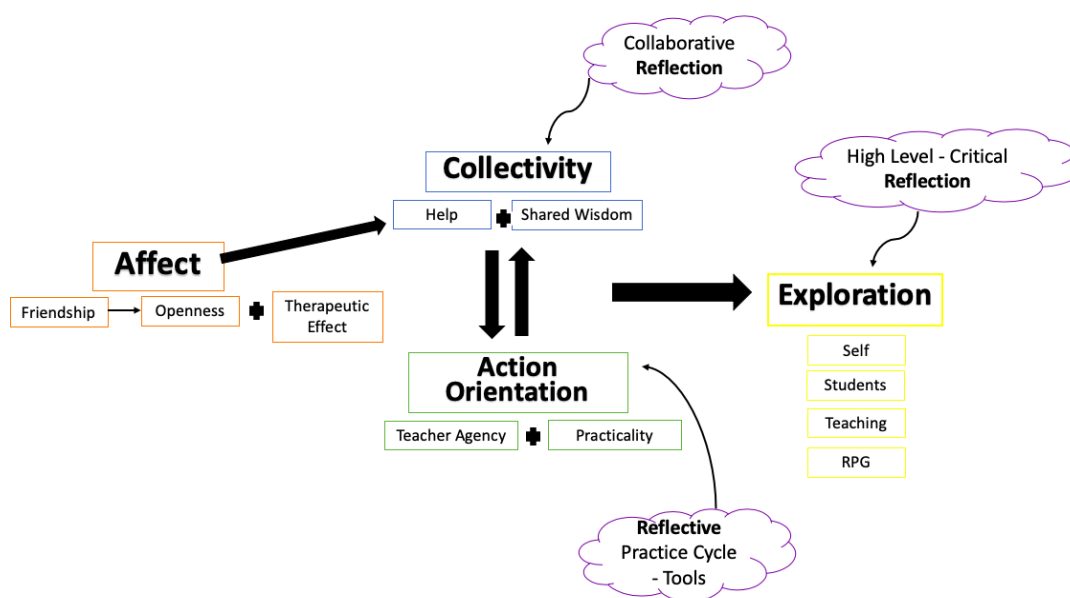 Collaborative
Reflection
High Level - Critical
Reflection
Collectivity
Help
Shared Wisdom
Affect
Friendship
Openness
Therapeutic
Effect
Exploration
Self
Students
Teaching
RPG
Action
Orientation
Teacher Agency
Practicality
Reflective
Practice Cycle
- Tools